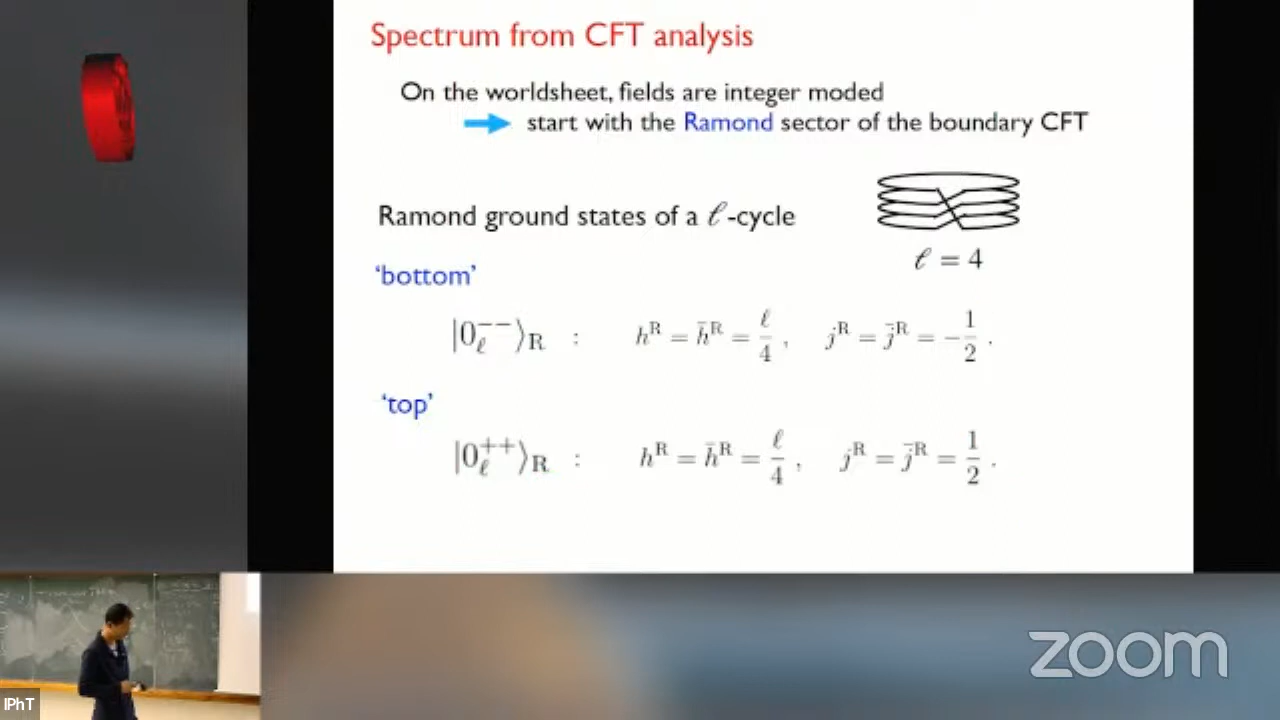 Spectrum from CFT analysis
On the worldsheet, fields are integer moded
start with the Ramond sector of the boundary CFT
Ramond ground states of a ℓ-cycle
ℓ = 4
'bottom'
|0_ℓ^{−−}⟩_R : h^R = h̄^R = ℓ/4 , j^R = j̄^R = −1/2 .
'top'
|0_ℓ^{++}⟩_R : h^R = h̄^R = ℓ/4 , j^R = j̄^R = 1/2 .
zoom
IPhT